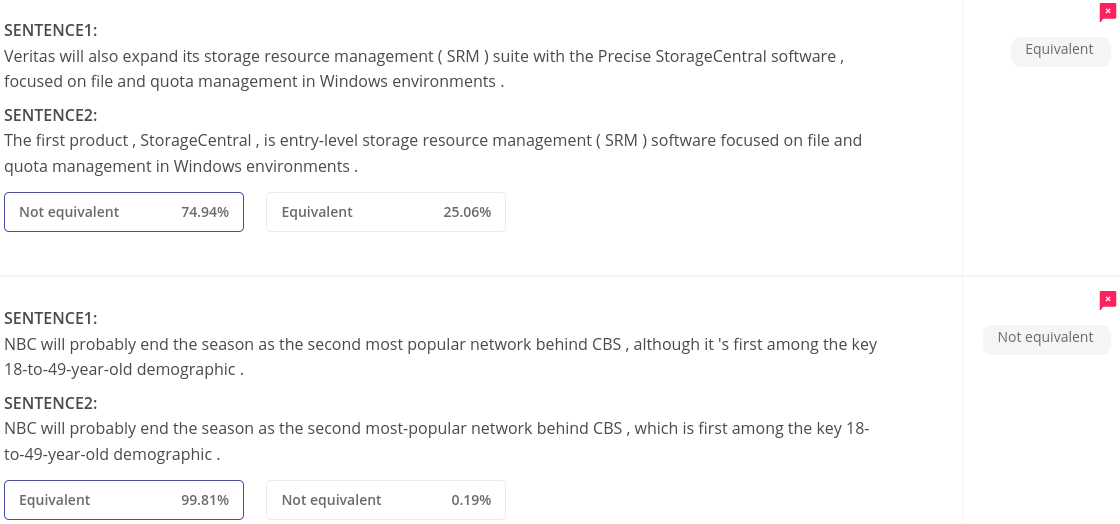 SENTENCE1:
Veritas will also expand its storage resource management ( SRM ) suite with the Precise StorageCentral software ,
focused on file and quota management in Windows environments .
Equivalent
SENTENCE2:
The first product , StorageCentral , is entry-level storage resource management ( SRM ) software focused on file and
quota management in Windows environments .
Not equivalent 74.94% Equivalent 25.06%
SENTENCE1:
NBC will probably end the season as the second most popular network behind CBS , although it 's first among the key
18-to-49-year-old demographic .
Not equivalent
SENTENCE2:
NBC will probably end the season as the second most-popular network behind CBS , which is first among the key 18-
to-49-year-old demographic .
Equivalent 99.81% Not equivalent 0.19%